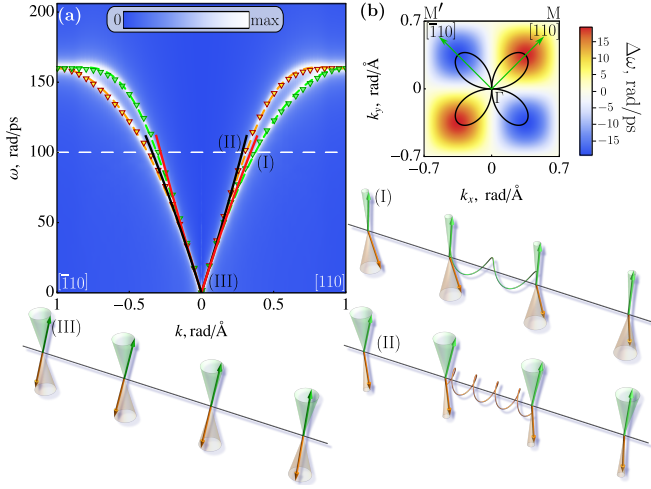 (a)
0 max
200
150
100
50
0
ω, rad/ps
(II)
(I)
(III)
[1̅10] [110]
-1 -0.5 0 0.5 1
k, rad/Å
(b)
0.7
0
-0.7
k_y, rad/Å
M′ M
[1̅10] [110]
Γ
-0.7 0 0.7
k_x, rad/Å
15
10
5
0
-5
-10
-15
Δω, rad/ps
(I)
(II)
(III)